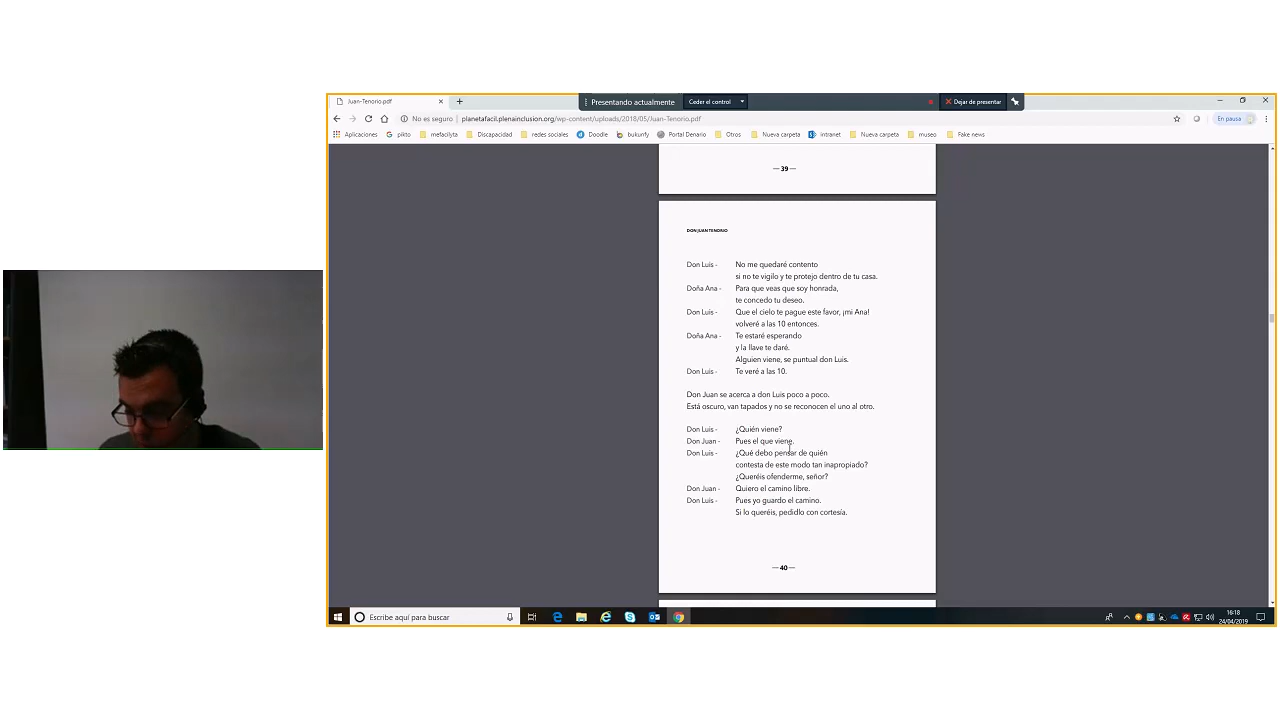 Juan-Tenorio.pdf
Presentando actualmente
Ceder el control
Dejar de presentar
No es seguro
planetafacil.plenainclusion.org/wp-content/uploads/2018/05/Juan-Tenorio.pdf
En pausa
Aplicaciones
pikto
mefacilyta
Discapacidad
redes sociales
Doodle
bukunfy
Portal Denario
Otros
Nueva carpeta
intranet
Nueva carpeta
museo
Fake news
— 39 —
DON JUAN TENORIO
Don Luis - No me quedaré contento
si no te vigilo y te protejo dentro de tu casa.
Doña Ana - Para que veas que soy honrada,
te concedo tu deseo.
Don Luis - Que el cielo te pague este favor, ¡mi Ana!
volveré a las 10 entonces.
Doña Ana - Te estaré esperando
y la llave te daré.
Alguien viene, se puntual don Luis.
Don Luis - Te veré a las 10.
Don Juan se acerca a don Luis poco a poco.
Está oscuro, van tapados y no se reconocen el uno al otro.
Don Luis - ¿Quién viene?
Don Juan - Pues el que viene.
Don Luis - ¿Qué debo pensar de quién
contesta de este modo tan inapropiado?
¿Queréis ofenderme, señor?
Don Juan - Quiero el camino libre.
Don Luis - Pues yo guardo el camino.
Si lo queréis, pedidlo con cortesía.
— 40 —
Escribe aquí para buscar
16:18
24/04/2019